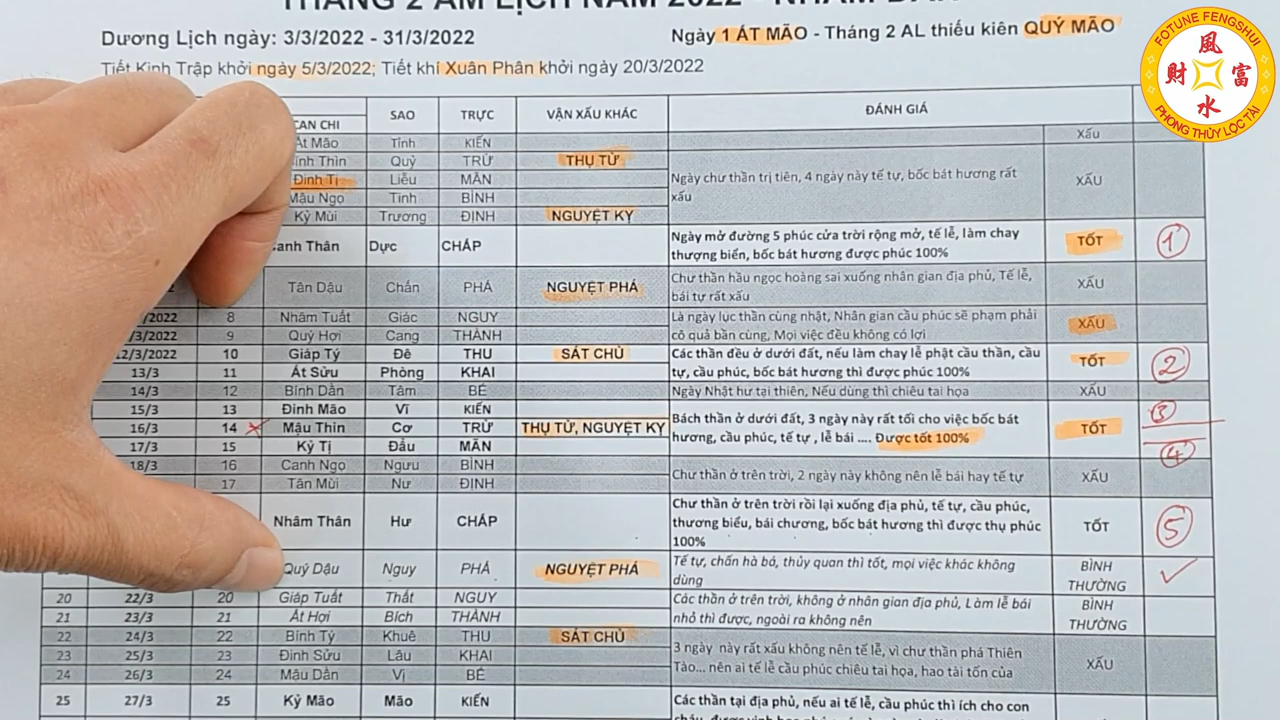 THÁNG 2 ÂM LỊCH NĂM 2022 - NHÂM DẦN
Dương Lịch ngày: 3/3/2022 - 31/3/2022
Ngày 1 ÁT MÃO - Tháng 2 AL thiếu kiên QUÝ MÃO
Tiết Kinh Trập khởi ngày 5/3/2022; Tiết khí Xuân Phân khởi ngày 20/3/2022
CAN CHI SAO TRỰC VẬN XẤU KHÁC ĐÁNH GIÁ
Xấu
Ất Mão Tỉnh KIẾN
Bính Thìn Quỷ TRỪ THỤ TỬ
Đinh Tị Liễu MÃN
Mậu Ngọ Tinh BÌNH
Kỷ Mùi Trương ĐỊNH NGUYỆT KỴ
Ngày chư thần trị tiên, 4 ngày này tế tự, bốc bát hương rất
xấu
XẤU
Canh Thân Dực CHẤP
Ngày mở đường 5 phúc cửa trời rộng mở, tế lễ, làm chay
thượng biển, bốc bát hương được phúc 100%
TỐT 1
Tân Dậu Chẩn PHÁ NGUYỆT PHÁ
Chư thần hầu ngọc hoàng sai xuống nhân gian địa phủ, Tế lễ,
bái tự rất xấu
XẤU
/2022 8 Nhâm Tuất Giác NGUY
/3/2022 9 Quý Hợi Cang THÀNH
Là ngày lục thần cùng nhật, Nhân gian cầu phúc sẽ phạm phải
cô quả bần cùng, Mọi việc đều không có lợi
XẤU
12/3/2022 10 Giáp Tý Đê THU SÁT CHỦ
13/3 11 Ất Sửu Phòng KHAI
Các thần đều ở dưới đất, nếu làm chay lễ phật cầu thần, cầu
tự, cầu phúc, bốc bát hương thì được phúc 100%
TỐT 2
14/3 12 Bính Dần Tâm BẾ Ngày Nhật hư tại thiên, Nếu dùng thì chiêu tai họa XẤU
15/3 13 Đinh Mão Vĩ KIẾN
16/3 14 Mậu Thìn Cơ TRỪ THỤ TỬ, NGUYỆT KỴ
17/3 15 Kỷ Tị Đẩu MÃN
Bách thần ở dưới đất, 3 ngày này rất tối cho việc bốc bát
hương, cầu phúc, tế tự , lễ bái .... Được tốt 100%
TỐT 3
4
18/3 16 Canh Ngọ Ngưu BÌNH
17 Tân Mùi Nư ĐỊNH
Chư thần ở trên trời, 2 ngày này không nên lễ bái hay tế tự
XẤU
Nhâm Thân Hư CHẤP
Chư thần ở trên trời rồi lại xuống địa phủ, tế tự, cầu phúc,
thương biểu, bái chương, bốc bát hương thì được thụ phúc
100%
TỐT 5
Quý Dậu Nguy PHÁ NGUYỆT PHÁ
Tế tự, chấn hà bá, thủy quan thì tốt, mọi việc khác không
dùng
BÌNH
THƯỜNG
20 22/3 20 Giáp Tuất Thất NGUY
21 23/3 21 Ất Hợi Bích THÀNH
Các thần ở trên trời, không ở nhân gian địa phủ, Làm lễ bái
nhỏ thì được, ngoài ra không nên
BÌNH
THƯỜNG
22 24/3 22 Bính Tý Khuê THU SÁT CHỦ
23 25/3 23 Đinh Sửu Lâu KHAI
24 26/3 24 Mậu Dần Vị BẾ
3 ngày này rất xấu không nên tế lễ, vì chư thần phá Thiên
Tào... nên ai tế lễ cầu phúc chiêu tai họa, hao tài tốn của
XẤU
25 27/3 25 Kỷ Mão Mão KIẾN
Các thần tại địa phủ, nếu ai tế lễ, cầu phúc thì ích cho con
FOTUNE FENGSHUI
風
財 富
水
PHONG THỦY LỘC TÀI